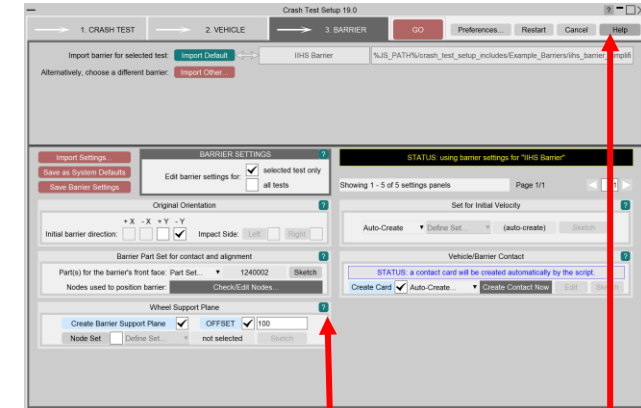 Crash Test Setup 19.0
?
1. CRASH TEST 2. VEHICLE 3. BARRIER GO Preferences... Restart Cancel Help
Import barrier for selected test: Import Default IIHS Barrier %JS_PATH%/crash_test_setup_includes/Example_Barriers/iihs_barrier_simplifi
Alternatively, choose a different barrier: Import Other...
Import Settings... BARRIER SETTINGS ? STATUS: using barrier settings for "IIHS Barrier"
Save as System Defaults Edit barrier settings for: selected test only
Save Barrier Settings all tests Showing 1 - 5 of 5 settings panels Page 1/1 < 1 >
Original Orientation ? Set for Initial Velocity ?
+ X - X + Y - Y
Initial barrier direction: Impact Side: Left Right Auto-Create Define Set... (auto-create) Sketch
Barrier Part Set for contact and alignment ? Vehicle/Barrier Contact ?
Part(s) for the barrier's front face: Part Set... 1240002 Sketch STATUS: a contact card will be created automatically by the script.
Nodes used to position barrier: Check/Edit Nodes... Create Card Auto-Create... Create Contact Now Edit Sketch
Wheel Support Plane ?
Create Barrier Support Plane OFFSET 100
Node Set Define Set... not selected Sketch